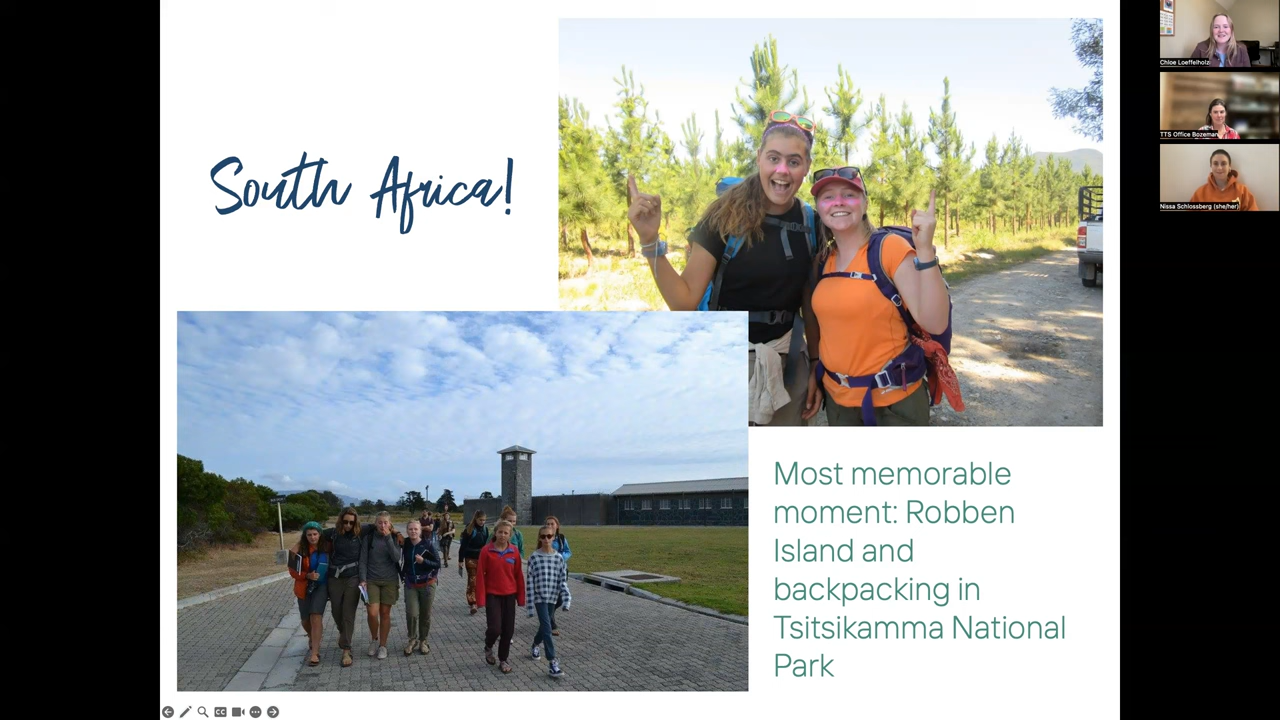 South Africa!
Most memorable
moment: Robben
Island and
backpacking in
Tsitsikamma National
Park
Chloe Loeffelholz
TTS Office Bozeman
Nissa Schlossberg (she/her)